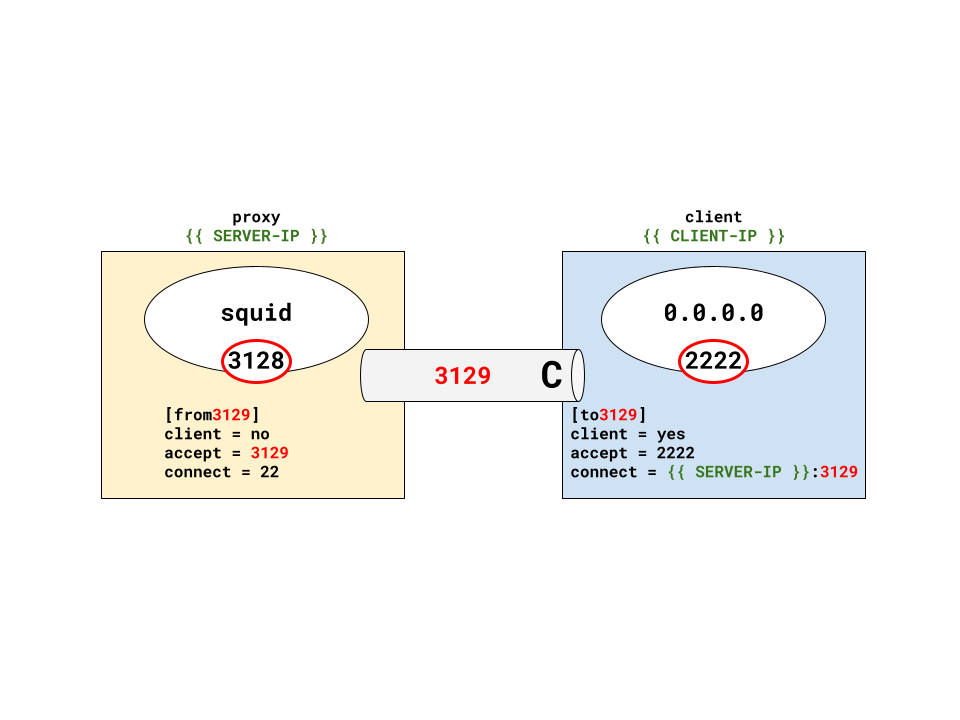 proxy
{{ SERVER-IP }}
squid
3128
[from3129]
client = no
accept = 3129
connect = 22
3129 C
client
{{ CLIENT-IP }}
0.0.0.0
2222
[to3129]
client = yes
accept = 2222
connect = {{ SERVER-IP }}:3129